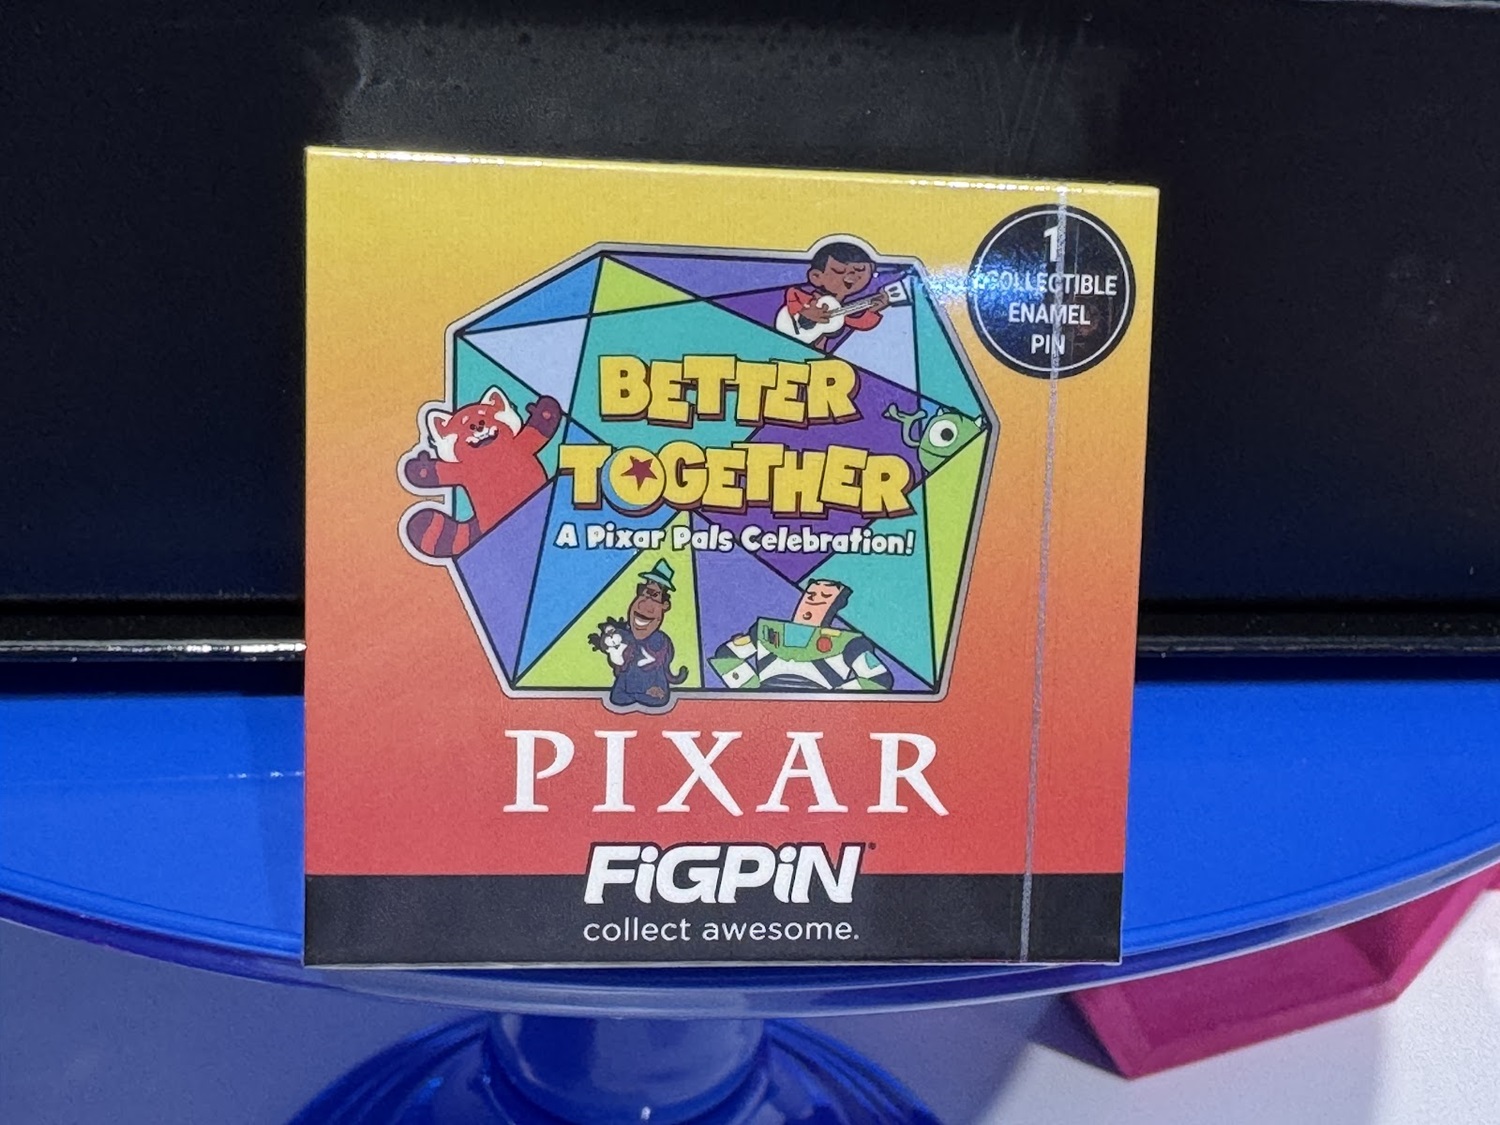 1
COLLECTIBLE
ENAMEL
PIN
BETTER
TOGETHER
A Pixar Pals Celebration!
PIXAR
FiGPiN
collect awesome.